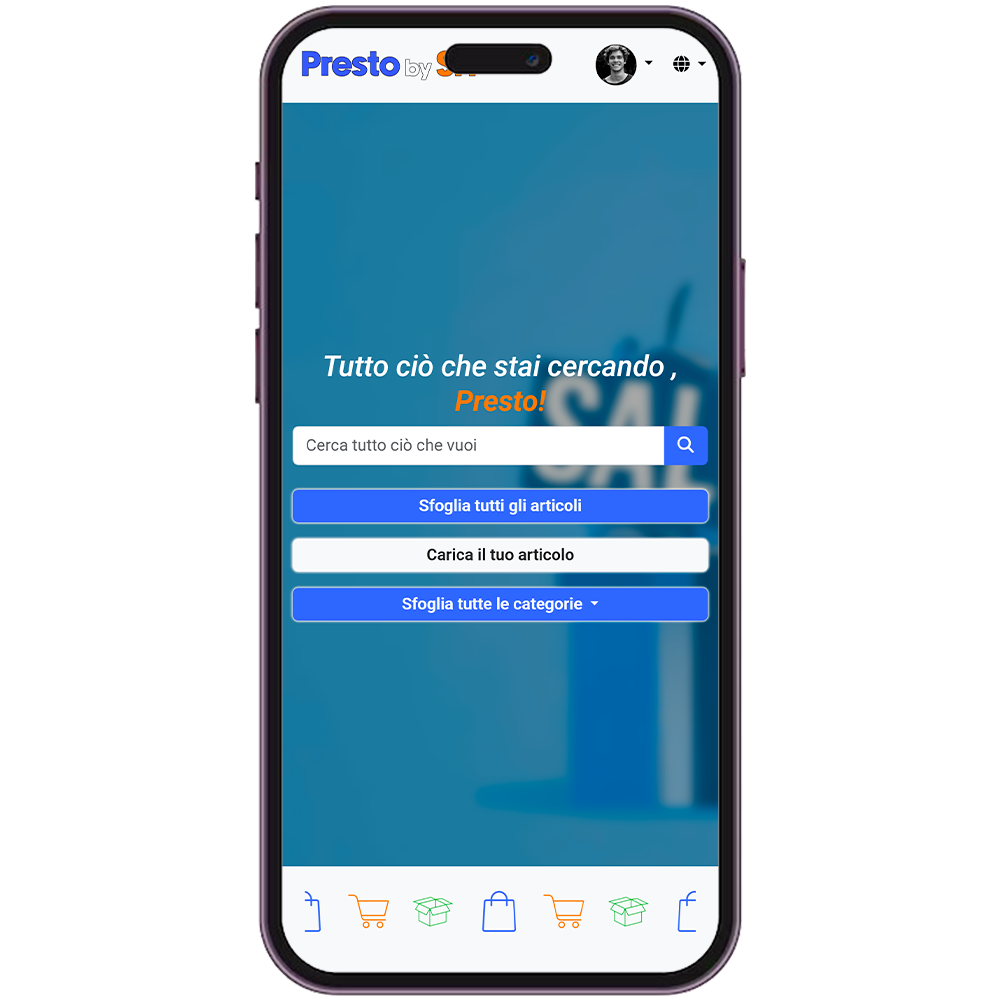 Presto by
Tutto ciò che stai cercando ,
Presto!
Cerca tutto ciò che vuoi
Sfoglia tutti gli articoli
Carica il tuo articolo
Sfoglia tutte le categorie